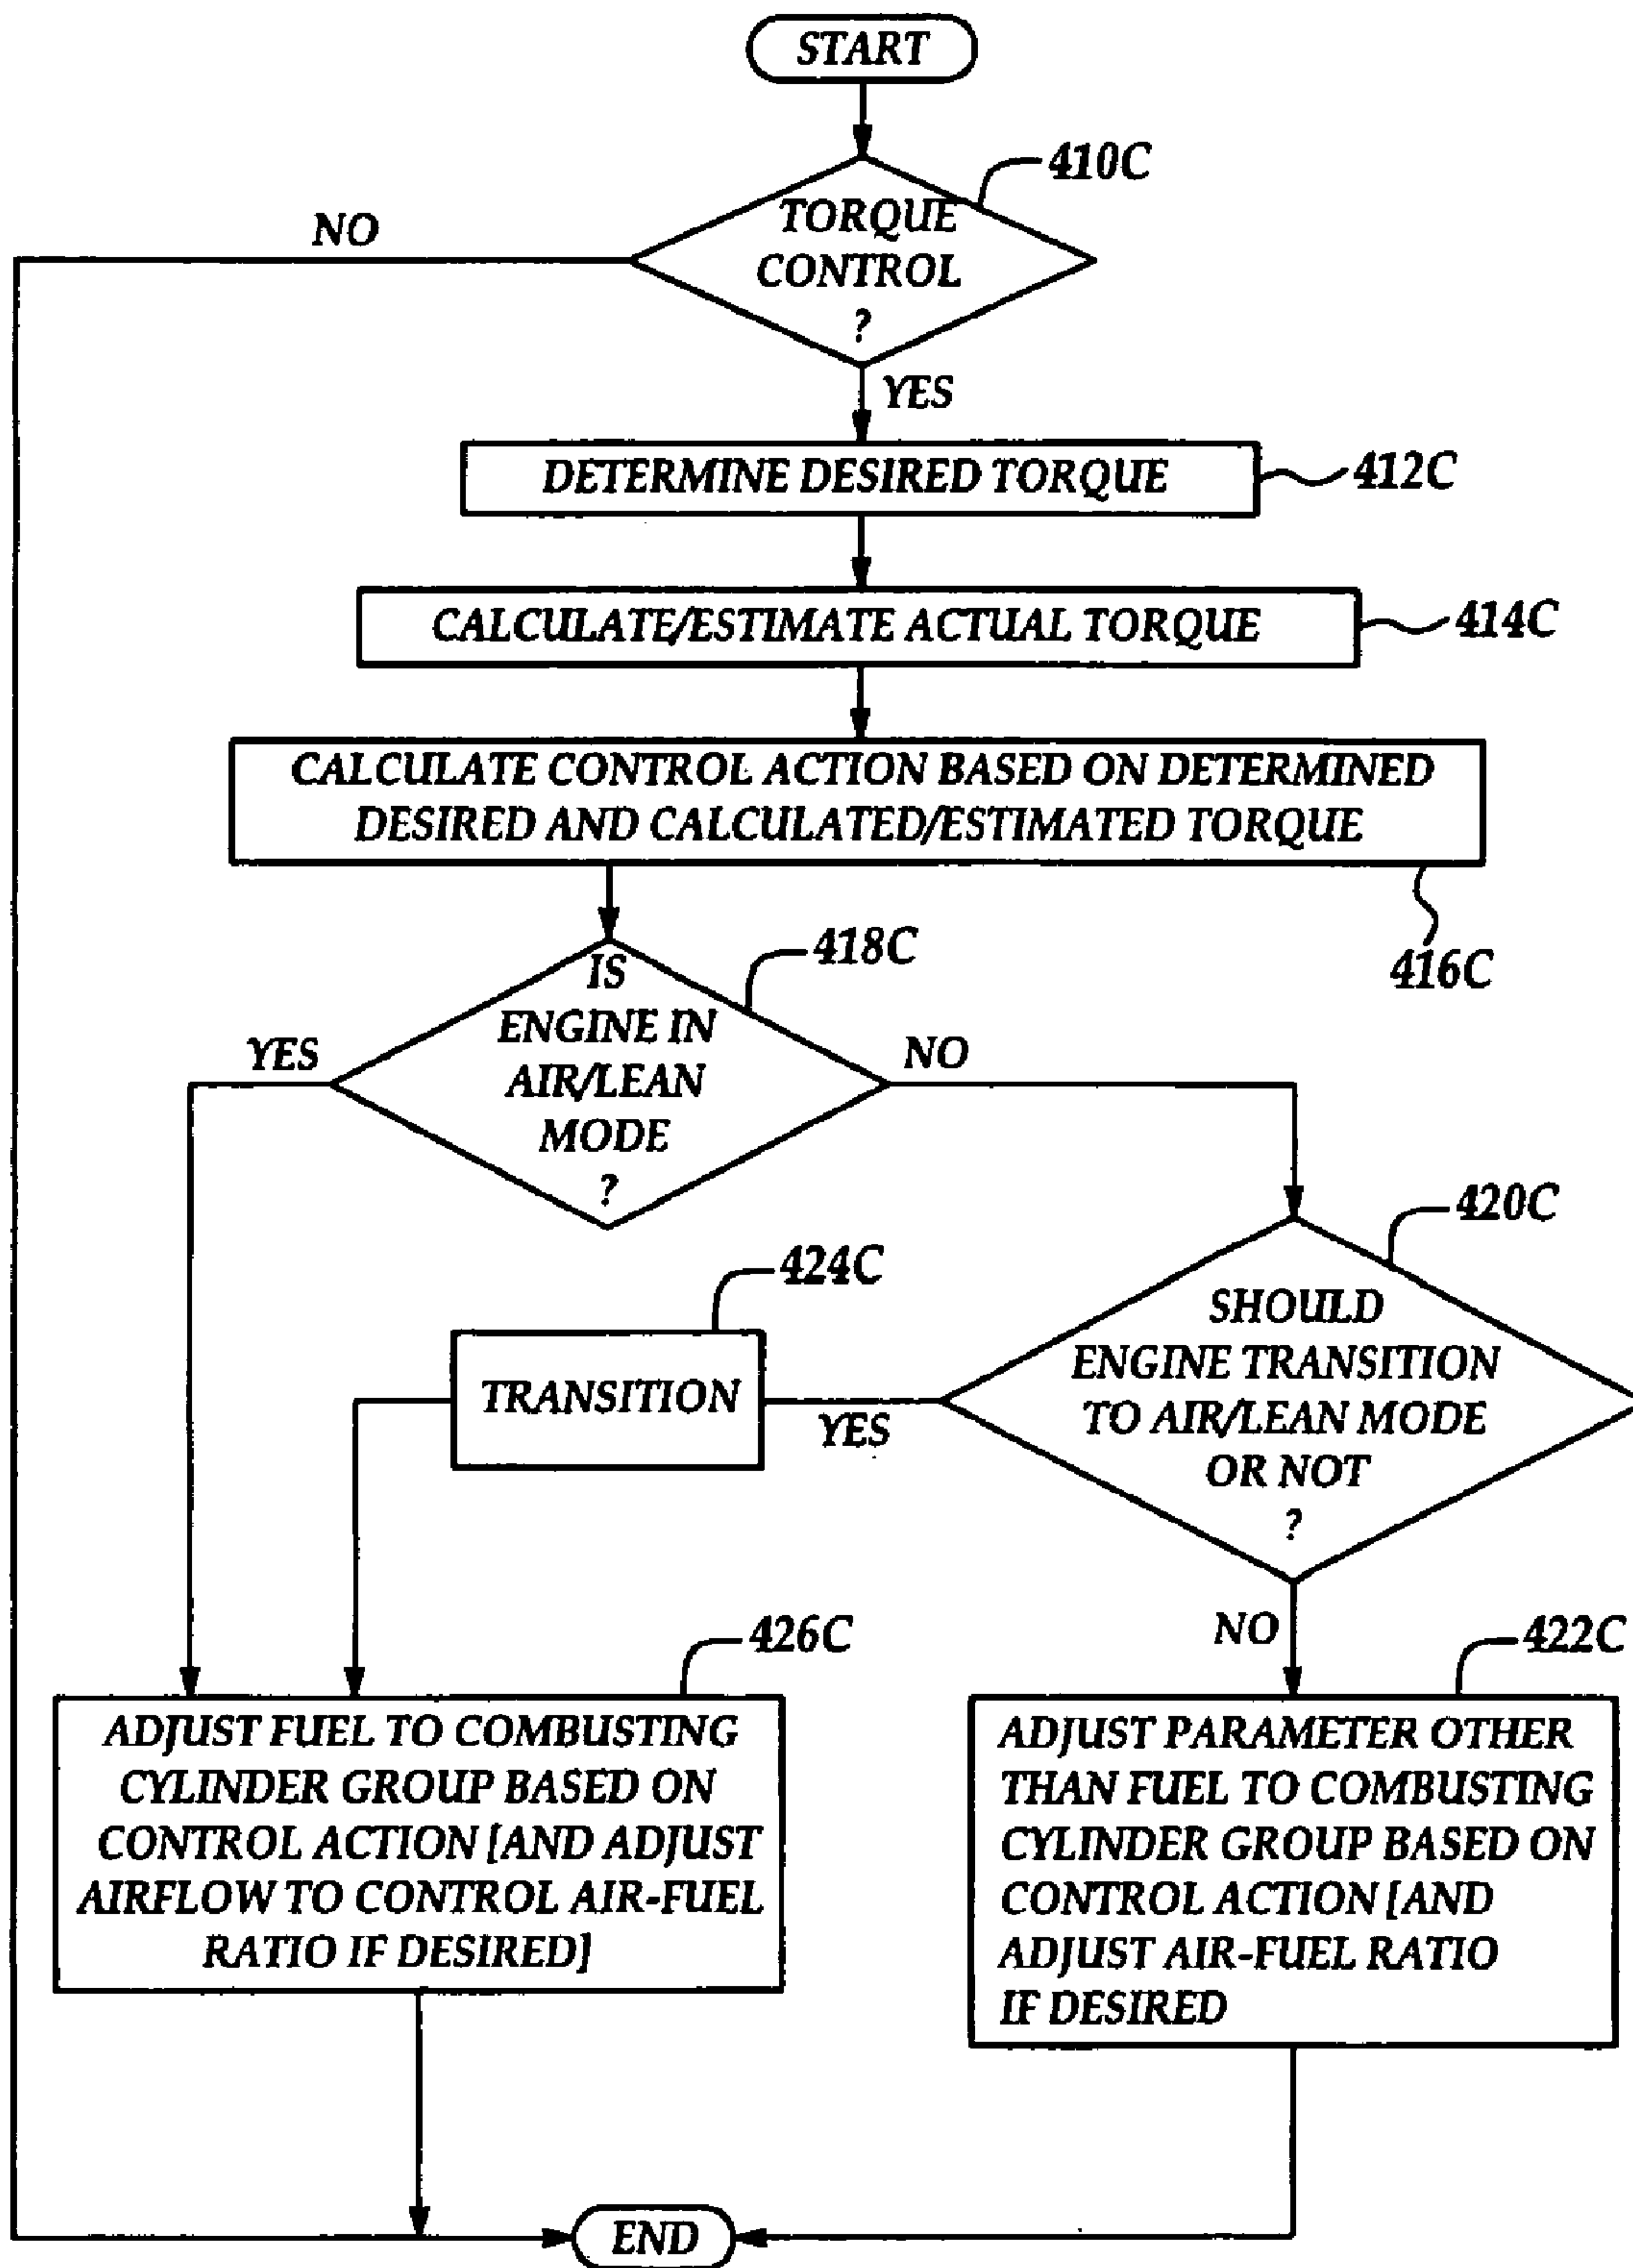 START
410C
NO
TORQUE
CONTROL
?
YES
DETERMINE DESIRED TORQUE
412C
CALCULATE/ESTIMATE ACTUAL TORQUE
414C
CALCULATE CONTROL ACTION BASED ON DETERMINED
DESIRED AND CALCULATED/ESTIMATED TORQUE
416C
418C
IS
ENGINE IN
AIR/LEAN
MODE
?
YES
NO
420C
424C
SHOULD
ENGINE TRANSITION
TO AIR/LEAN MODE
OR NOT
?
TRANSITION
YES
NO
426C
422C
ADJUST FUEL TO COMBUSTING
CYLINDER GROUP BASED ON
CONTROL ACTION [AND ADJUST
AIRFLOW TO CONTROL AIR-FUEL
RATIO IF DESIRED]
ADJUST PARAMETER OTHER
THAN FUEL TO COMBUSTING
CYLINDER GROUP BASED ON
CONTROL ACTION [AND
ADJUST AIR-FUEL RATIO
IF DESIRED
END